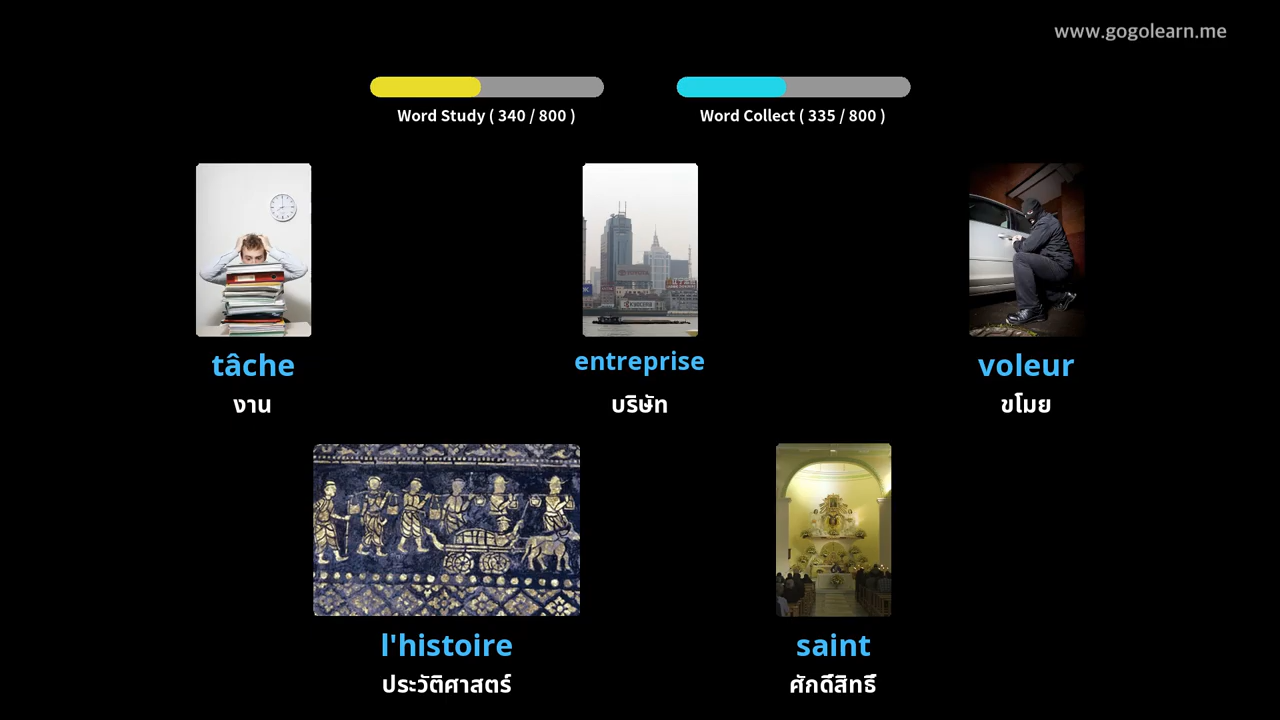 www.gogolearn.me
Word Study ( 340 / 800 )
Word Collect ( 335 / 800 )
tâche
งาน
entreprise
บริษัท
voleur
ขโมย
l'histoire
ประวัติศาสตร์
saint
ศักดิ์สิทธิ์